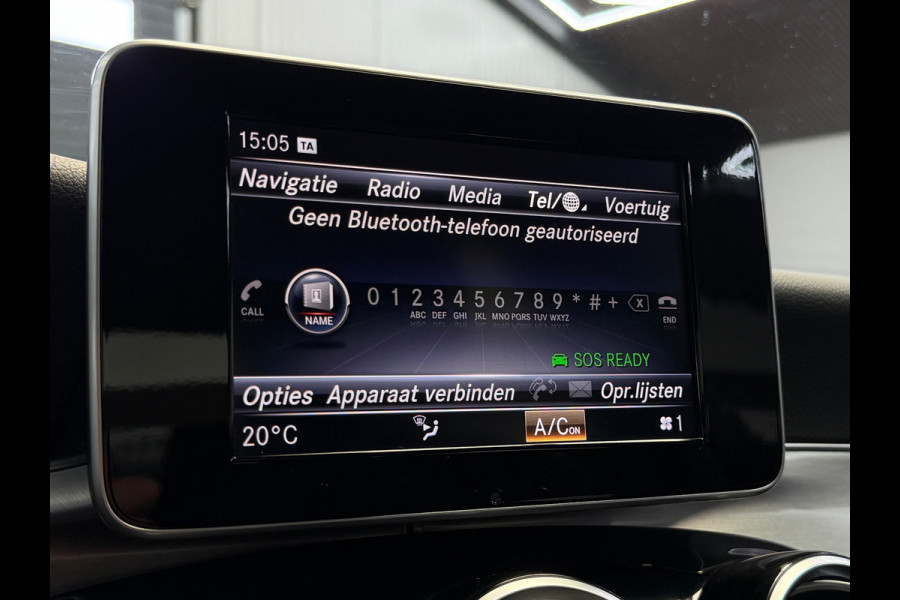 15:05 TA
Navigatie Radio Media Tel/ Voertuig
Geen Bluetooth-telefoon geautoriseerd
CALL NAME 0 1 2 3 4 5 6 7 8 9 * # + X END
ABC DEF GHI JKL MNO PQRS TUV WXYZ
SOS READY
Opties Apparaat verbinden Opr.lijsten
20°C A/C ON 1